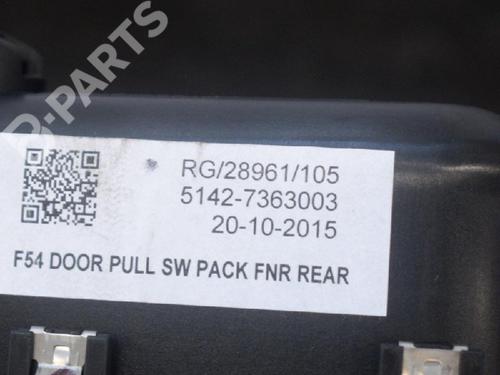 B-PARTS
RG/28961/105
5142-7363003
20-10-2015
F54 DOOR PULL SW PACK FNR REAR